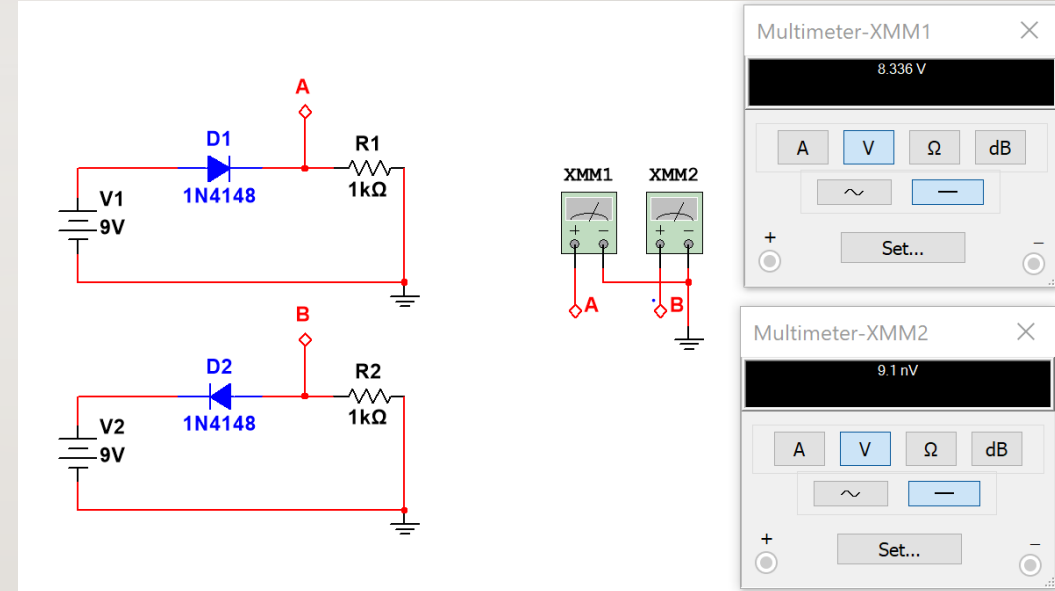 A
D1
R1
1N4148
1kΩ
V1
9V
B
D2
R2
1N4148
1kΩ
V2
9V
XMM1
XMM2
+ −
+ −
A
B
Multimeter-XMM1
8.336 V
A V Ω dB
~ —
+ −
Set...
Multimeter-XMM2
9.1 nV
A V Ω dB
~ —
+ −
Set...